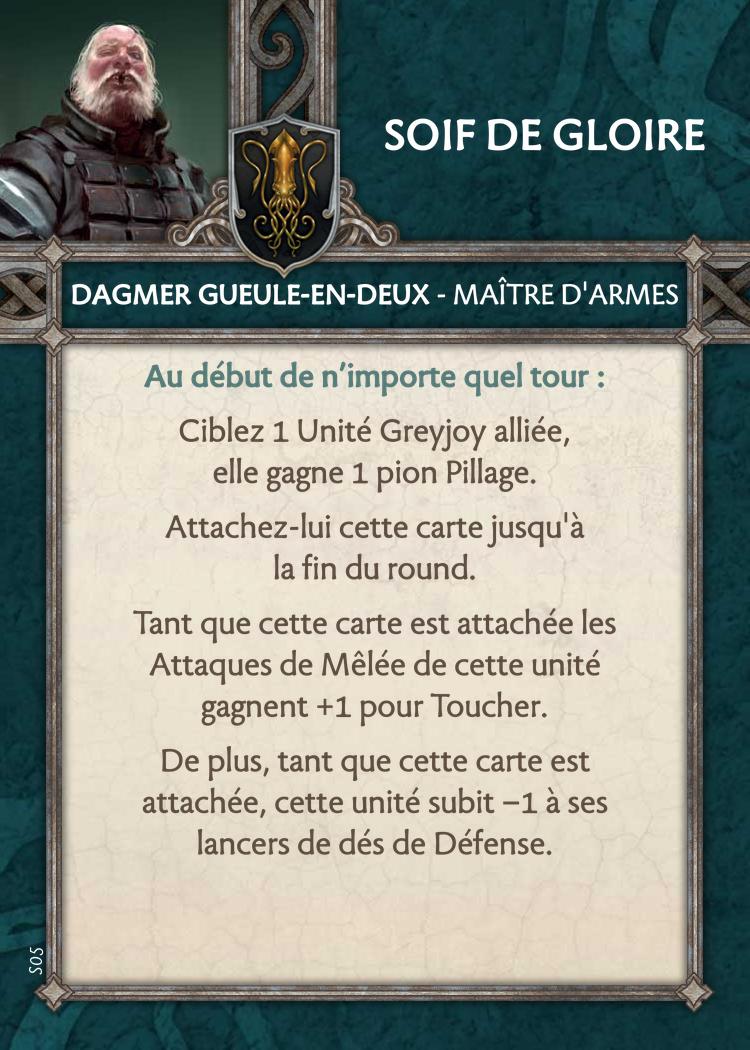 SOIF DE GLOIRE
DAGMER GUEULE-EN-DEUX - MAÎTRE D'ARMES
Au début de n’importe quel tour :
Ciblez 1 Unité Greyjoy alliée,
elle gagne 1 pion Pillage.
Attachez-lui cette carte jusqu'à
la fin du round.
Tant que cette carte est attachée les
Attaques de Mêlée de cette unité
gagnent +1 pour Toucher.
De plus, tant que cette carte est
attachée, cette unité subit –1 à ses
lancers de dés de Défense.
S05